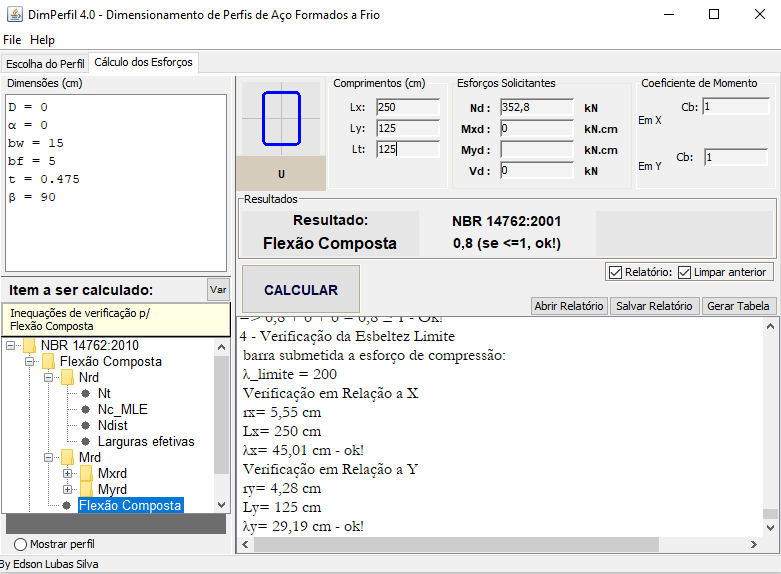 DimPerfil 4.0 - Dimensionamento de Perfis de Aço Formados a Frio
File Help
Escolha do Perfil Cálculo dos Esforços
Dimensões (cm)
D = 0
α = 0
bw = 15
bf = 5
t = 0.475
β = 90
U
Comprimentos (cm)
Lx: 250
Ly: 125
Lt: 125
Esforços Solicitantes
Nd : 352,8 kN
Mxd : 0 kN.cm
Myd : kN.cm
Vd : 0 kN
Coeficiente de Momento
Em X Cb: 1
Em Y Cb: 1
Resultados
Resultado: NBR 14762:2001
Flexão Composta 0,8 (se <=1, ok!)
Item a ser calculado: Var
CALCULAR
Relatório: Limpar anterior
Abrir Relatório Salvar Relatório Gerar Tabela
Inequações de verificação p/
Flexão Composta
NBR 14762:2010
Flexão Composta
Nrd
Nt
Nc_MLE
Ndist
Larguras efetivas
Mrd
Mxrd
Myrd
Flexão Composta
Mostrar perfil
=> 0,8 + 0 + 0 = 0,8 ≤ 1 - Ok!
4 - Verificação da Esbeltez Limite
barra submetida a esforço de compressão:
λ_limite = 200
Verificação em Relação a X
rx= 5,55 cm
Lx= 250 cm
λx= 45,01 cm - ok!
Verificação em Relação a Y
ry= 4,28 cm
Ly= 125 cm
λy= 29,19 cm - ok!
By Edson Lubas Silva